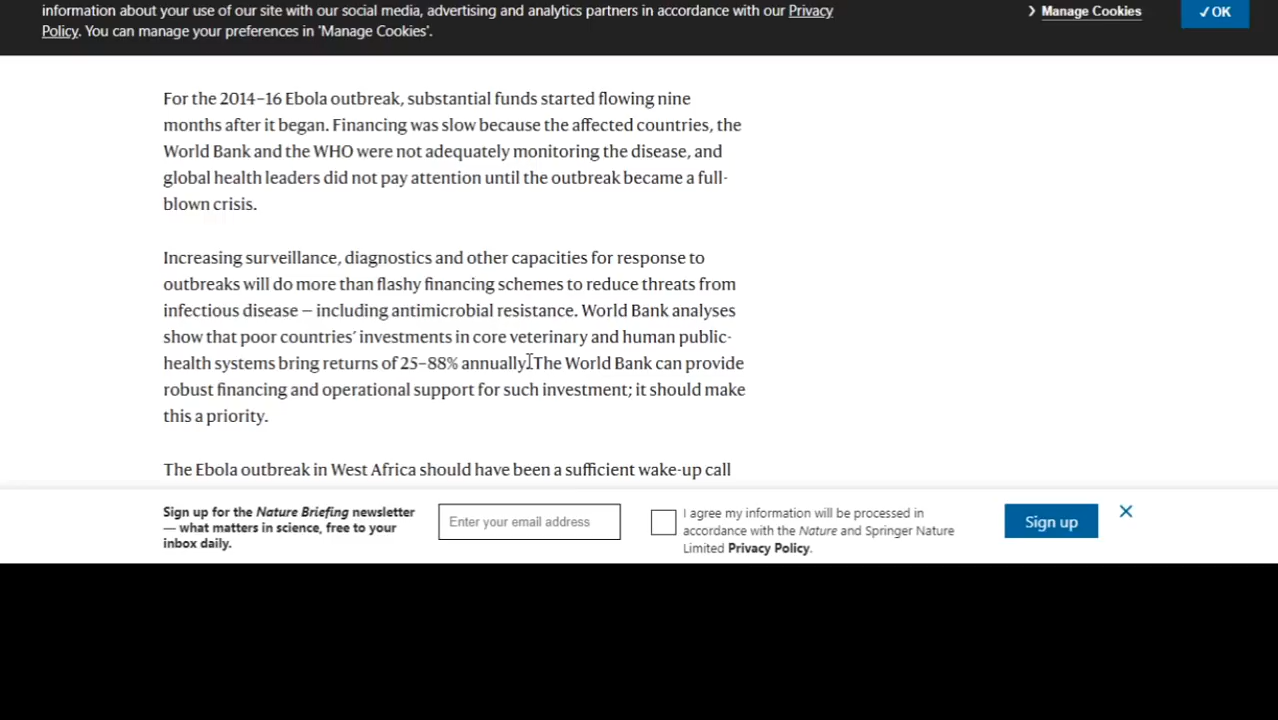 information about your use of our site with our social media, advertising and analytics partners in accordance with our Privacy
Policy. You can manage your preferences in 'Manage Cookies'.
Manage Cookies
✓OK
For the 2014–16 Ebola outbreak, substantial funds started flowing nine
months after it began. Financing was slow because the affected countries, the
World Bank and the WHO were not adequately monitoring the disease, and
global health leaders did not pay attention until the outbreak became a full-
blown crisis.
Increasing surveillance, diagnostics and other capacities for response to
outbreaks will do more than flashy financing schemes to reduce threats from
infectious disease — including antimicrobial resistance. World Bank analyses
show that poor countries’ investments in core veterinary and human public-
health systems bring returns of 25–88% annually. The World Bank can provide
robust financing and operational support for such investment; it should make
this a priority.
The Ebola outbreak in West Africa should have been a sufficient wake-up call
Sign up for the Nature Briefing newsletter
— what matters in science, free to your
inbox daily.
Enter your email address
I agree my information will be processed in
accordance with the Nature and Springer Nature
Limited Privacy Policy.
Sign up